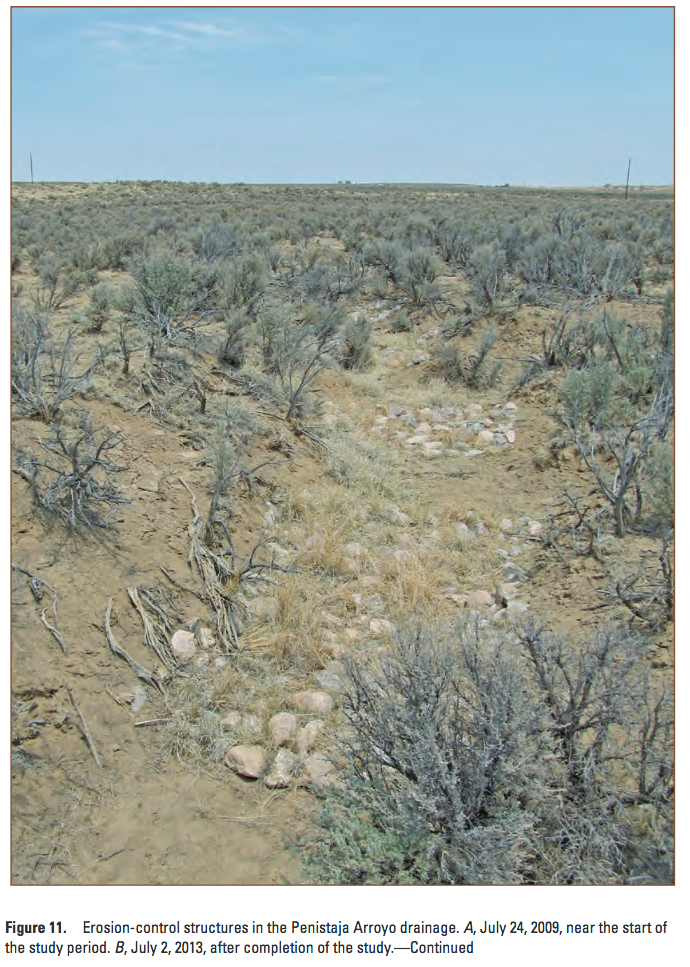 Figure 11. Erosion-control structures in the Penistaja Arroyo drainage. A, July 24, 2009, near the start of
the study period. B, July 2, 2013, after completion of the study.—Continued